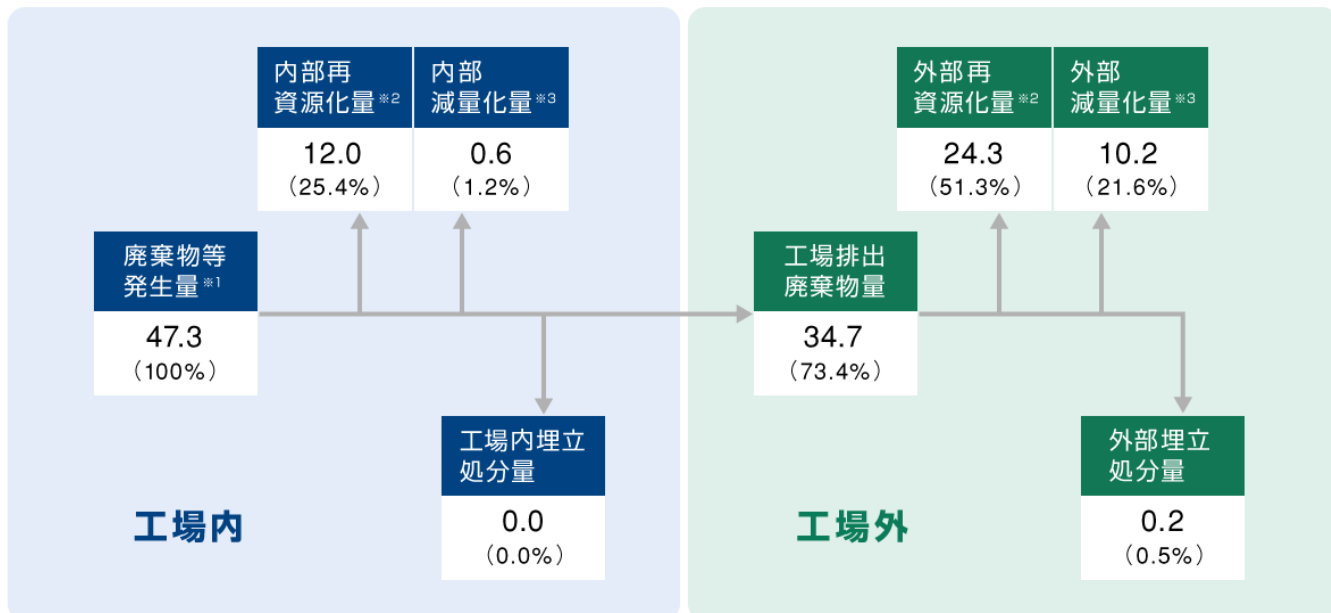 内部再
資源化量※2
12.0
（25.4%）
内部
減量化量※3
0.6
（1.2%）
廃棄物等
発生量※1
47.3
（100%）
工場内埋立
処分量
0.0
（0.0%）
工場内
外部再
資源化量※2
24.3
（51.3%）
外部
減量化量※3
10.2
（21.6%）
工場排出
廃棄物量
34.7
（73.4%）
外部埋立
処分量
0.2
（0.5%）
工場外